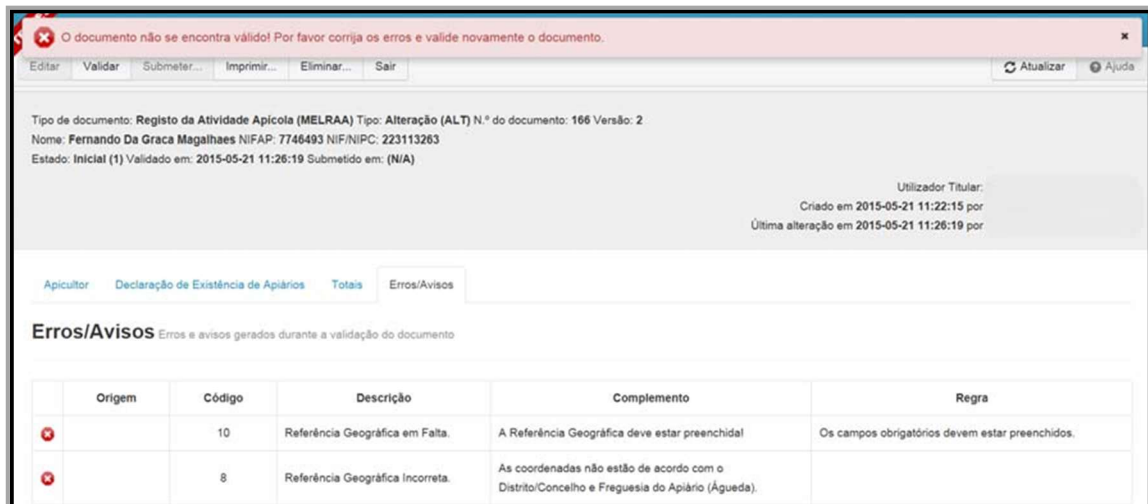 O documento não se encontra válido! Por favor corrija os erros e valide novamente o documento.
Editar Validar Submeter... Imprimir... Eliminar... Sair Atualizar Ajuda
Tipo de documento: Registo da Atividade Apícola (MELRAA) Tipo: Alteração (ALT) N.º do documento: 166 Versão: 2
Nome: Fernando Da Graca Magalhaes NIFAP: 7746493 NIF/NIPC: 223113263
Estado: Inicial (1) Validado em: 2015-05-21 11:26:19 Submetido em: (N/A)
Utilizador Titular:
Criado em 2015-05-21 11:22:15 por
Última alteração em 2015-05-21 11:26:19 por
Apicultor Declaração de Existência de Apiários Totais Erros/Avisos
Erros/Avisos Erros e avisos gerados durante a validação do documento
Origem Código Descrição Complemento Regra
10 Referência Geográfica em Falta. A Referência Geográfica deve estar preenchida! Os campos obrigatórios devem estar preenchidos.
8 Referência Geográfica Incorreta. As coordenadas não estão de acordo com o
Distrito/Concelho e Freguesia do Apiário (Águeda).